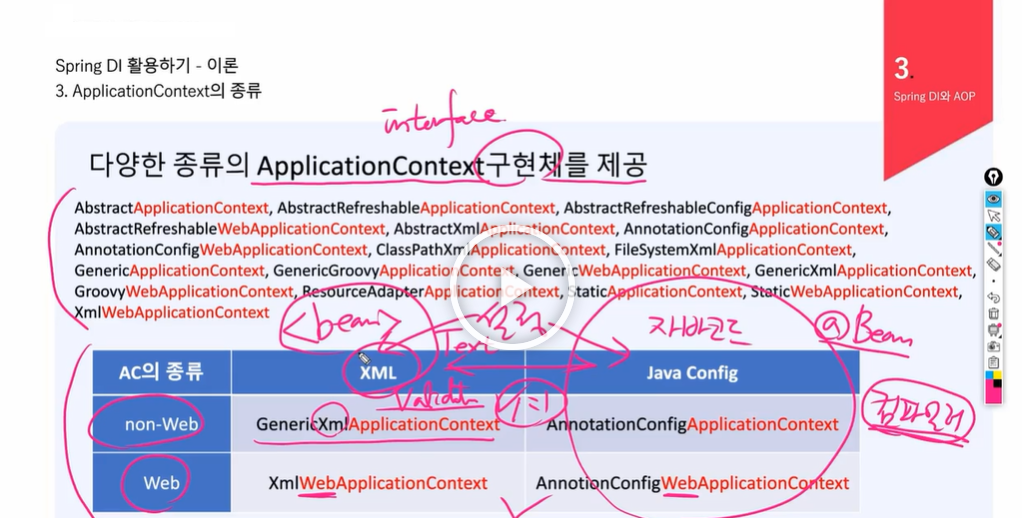 Spring DI 활용하기 - 이론
3. ApplicationContext의 종류
3.
Spring DI와 AOP
interface
다양한 종류의 ApplicationContext구현채를 제공
AbstractApplicationContext, AbstractRefreshableApplicationContext, AbstractRefreshableConfigApplicationContext,
AbstractRefreshableWebApplicationContext, AbstractXmlApplicationContext, AnnotationConfigApplicationContext,
AnnotationConfigWebApplicationContext, ClassPathXmlApplicationContext, FileSystemXmlApplicationContext,
GenericApplicationContext, GenericGroovyApplicationContext, GenericWebApplicationContext, GenericXmlApplicationContext,
GroovyWebApplicationContext, ResourceAdapterApplicationContext, StaticApplicationContext, StaticWebApplicationContext,
XmlWebApplicationContext
<bean> 설정 자바코드 @Bean
Text
AC의 종류 XML Java Config
Validator 1=1 컴파일러
non-Web GenericXmlApplicationContext AnnotationConfigApplicationContext
Web XmlWebApplicationContext AnnotionConfigWebApplicationContext